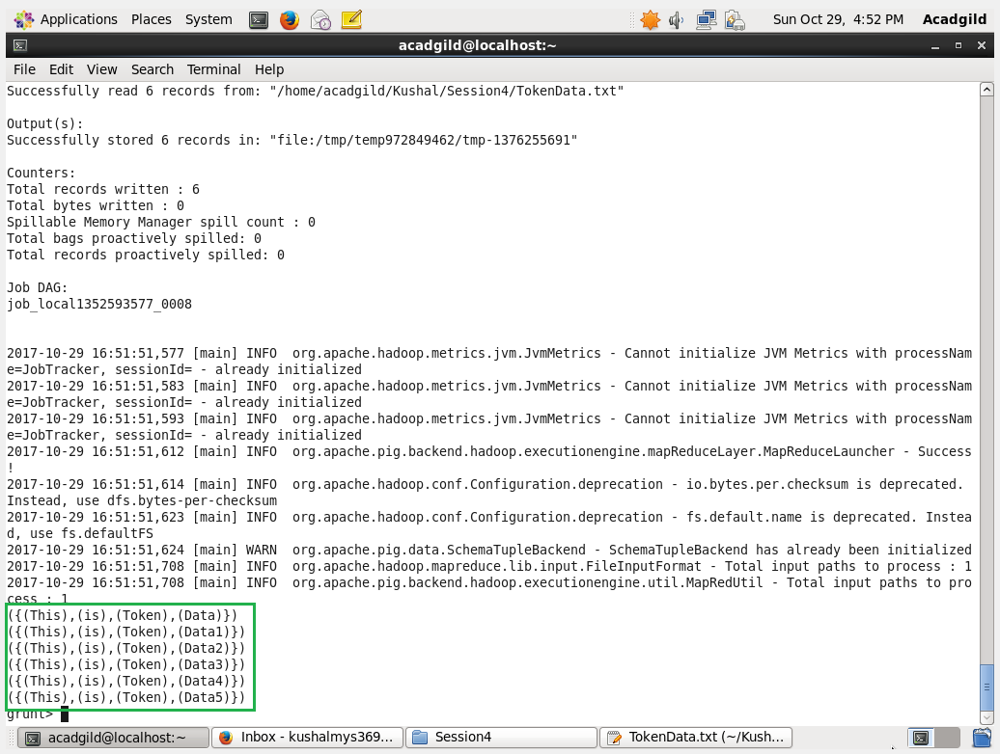 Applications Places System Sun Oct 29, 4:52 PM Acadgild
acadgild@localhost:~
File Edit View Search Terminal Help
Successfully read 6 records from: "/home/acadgild/Kushal/Session4/TokenData.txt"
Output(s):
Successfully stored 6 records in: "file:/tmp/temp972849462/tmp-1376255691"
Counters:
Total records written : 6
Total bytes written : 0
Spillable Memory Manager spill count : 0
Total bags proactively spilled: 0
Total records proactively spilled: 0
Job DAG:
job_local1352593577_0008
2017-10-29 16:51:51,577 [main] INFO  org.apache.hadoop.metrics.jvm.JvmMetrics - Cannot initialize JVM Metrics with processNam
e=JobTracker, sessionId= - already initialized
2017-10-29 16:51:51,583 [main] INFO  org.apache.hadoop.metrics.jvm.JvmMetrics - Cannot initialize JVM Metrics with processNam
e=JobTracker, sessionId= - already initialized
2017-10-29 16:51:51,593 [main] INFO  org.apache.hadoop.metrics.jvm.JvmMetrics - Cannot initialize JVM Metrics with processNam
e=JobTracker, sessionId= - already initialized
2017-10-29 16:51:51,612 [main] INFO  org.apache.pig.backend.hadoop.executionengine.mapReduceLayer.MapReduceLauncher - Success
!
2017-10-29 16:51:51,614 [main] INFO  org.apache.hadoop.conf.Configuration.deprecation - io.bytes.per.checksum is deprecated.
Instead, use dfs.bytes-per-checksum
2017-10-29 16:51:51,623 [main] INFO  org.apache.hadoop.conf.Configuration.deprecation - fs.default.name is deprecated. Instea
d, use fs.defaultFS
2017-10-29 16:51:51,624 [main] WARN  org.apache.pig.data.SchemaTupleBackend - SchemaTupleBackend has already been initialized
2017-10-29 16:51:51,708 [main] INFO  org.apache.hadoop.mapreduce.lib.input.FileInputFormat - Total input paths to process : 1
2017-10-29 16:51:51,708 [main] INFO  org.apache.pig.backend.hadoop.executionengine.util.MapRedUtil - Total input paths to pro
cess : 1
({(This),(is),(Token),(Data)})
({(This),(is),(Token),(Data1)})
({(This),(is),(Token),(Data2)})
({(This),(is),(Token),(Data3)})
({(This),(is),(Token),(Data4)})
({(This),(is),(Token),(Data5)})
grunt>
acadgild@localhost:~ Inbox - kushalmys369... Session4 TokenData.txt (~/Kush...